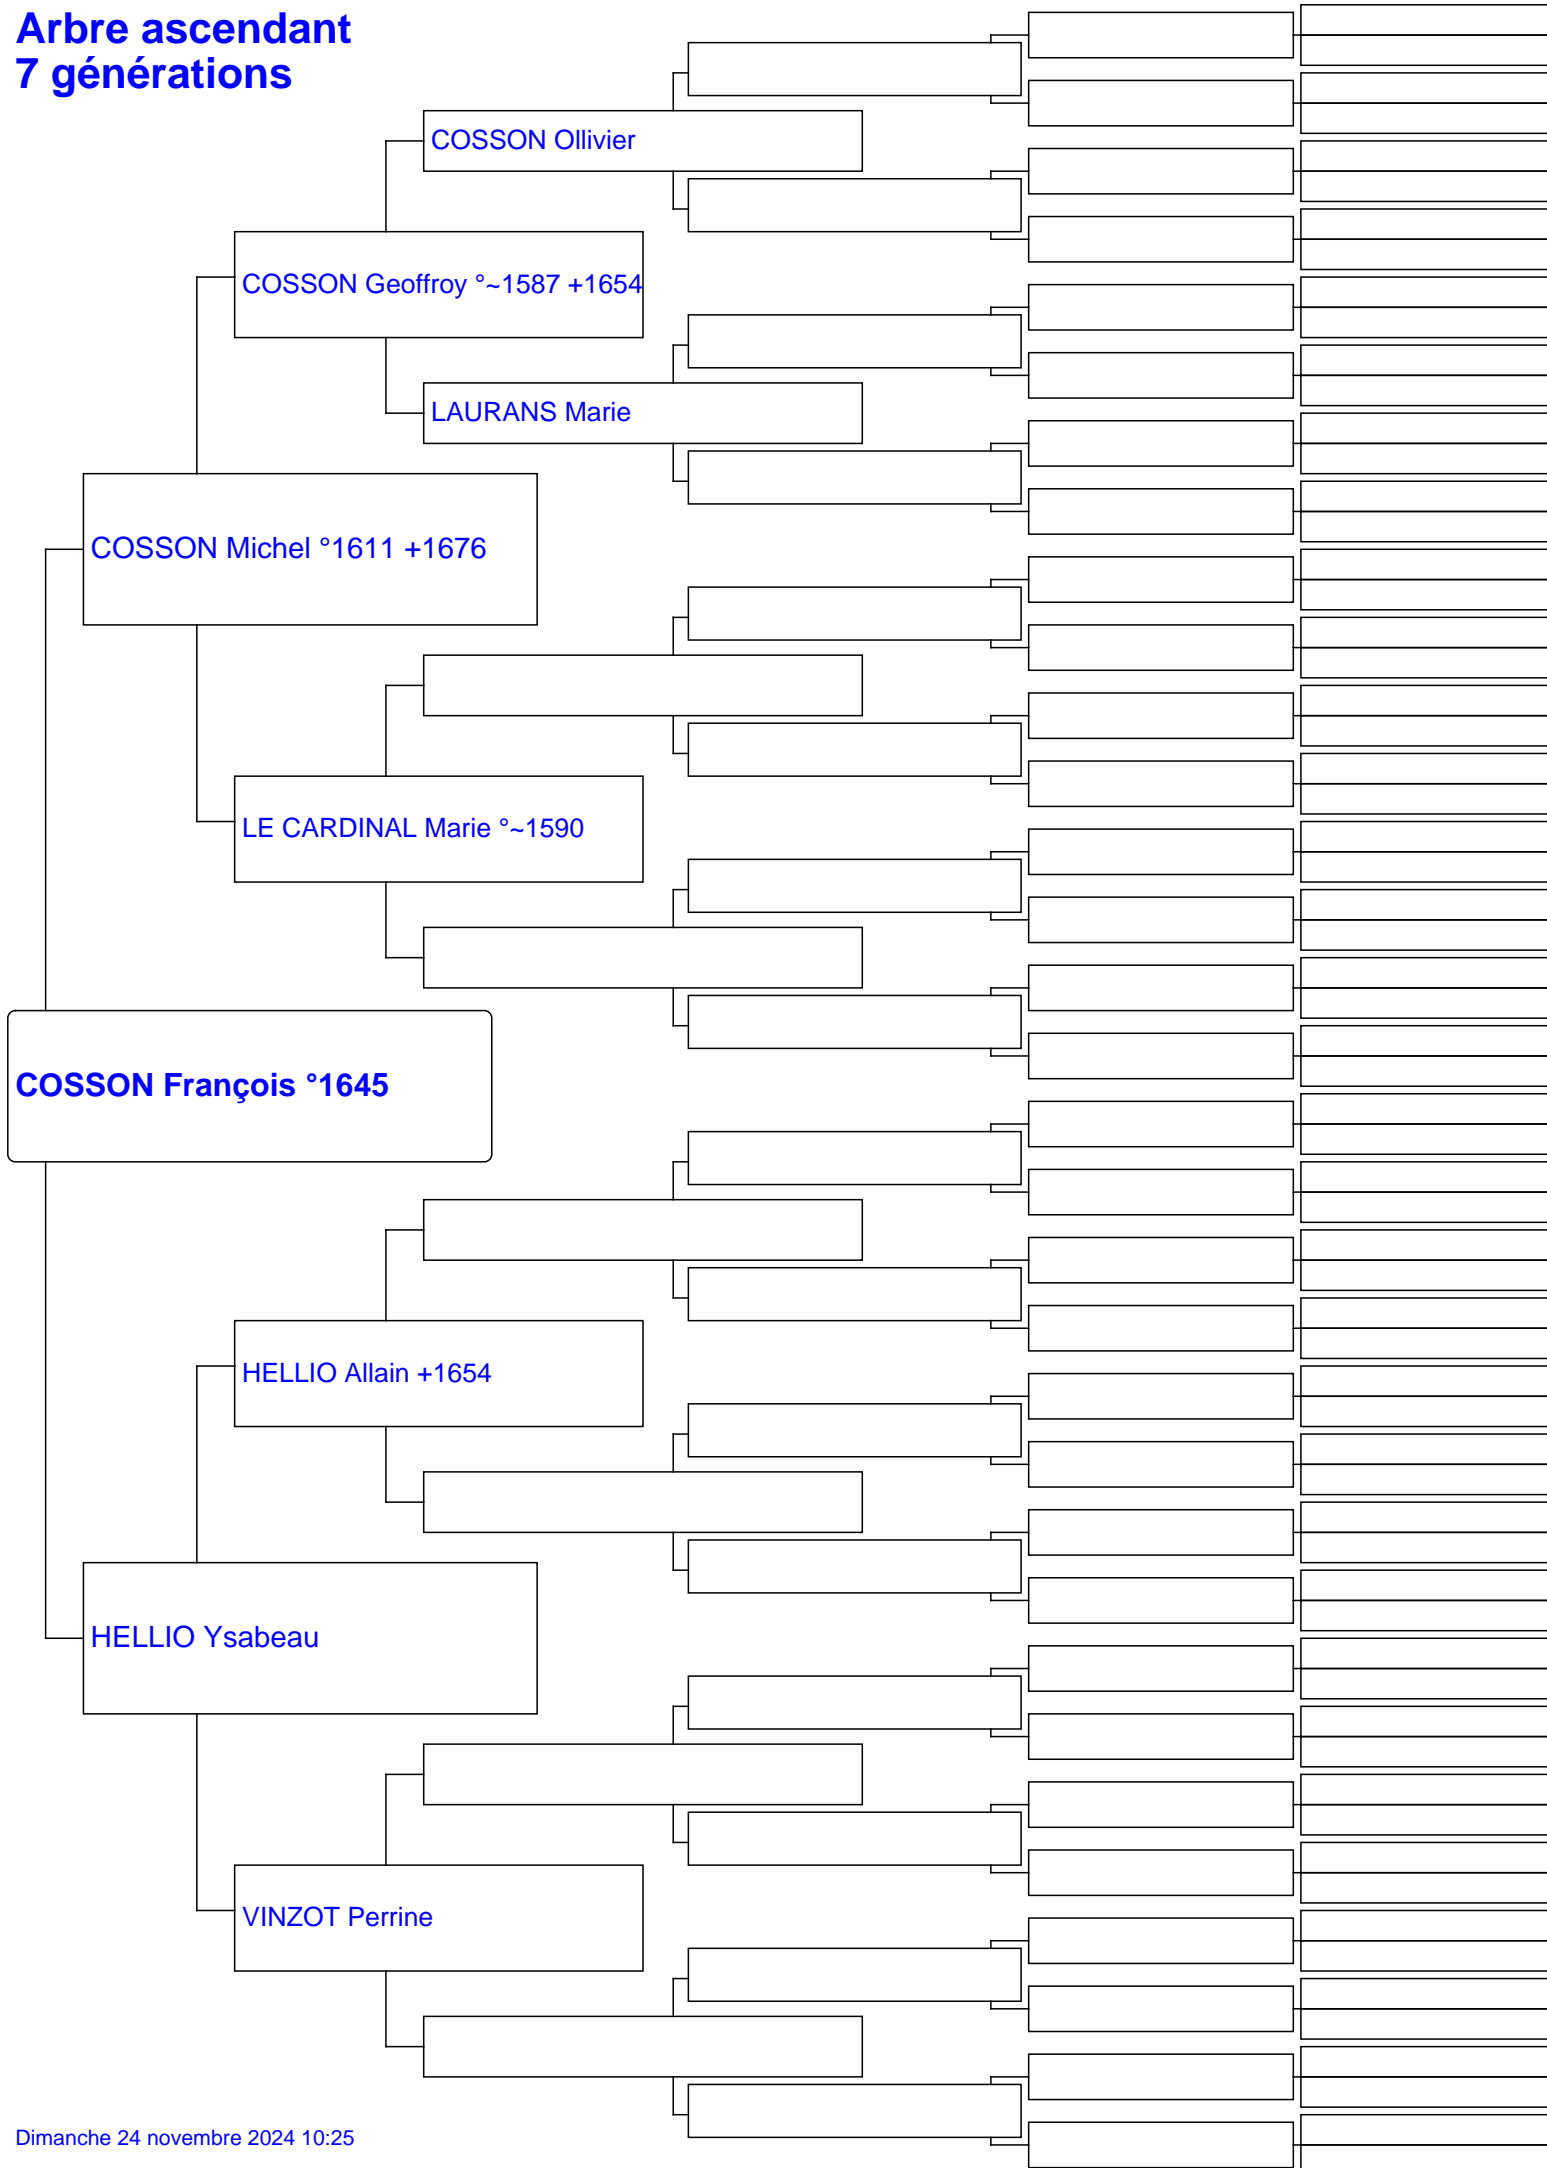 Arbre ascendant
7 générations
COSSON Ollivier
COSSON Geoffroy °~1587 +1654
LAURANS Marie
COSSON Michel °1611 +1676
LE CARDINAL Marie °~1590
COSSON François °1645
HELLIO Allain +1654
HELLIO Ysabeau
VINZOT Perrine
Dimanche 24 novembre 2024 10:25